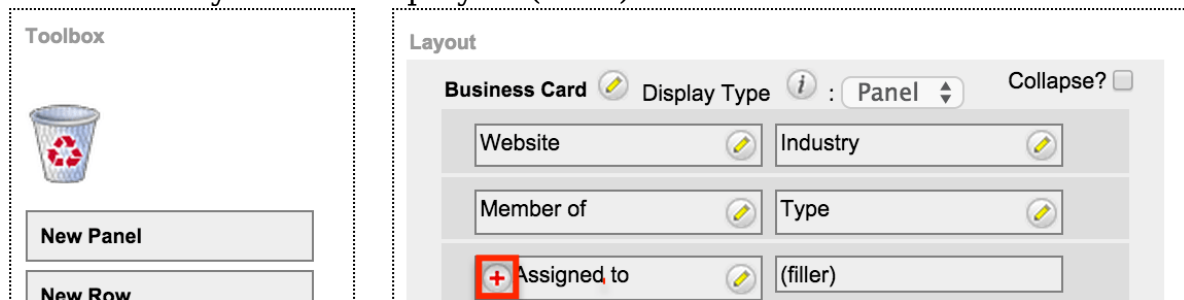 Toolbox
New Panel
New Row
Layout
Business Card Display Type i : Panel Collapse?
Website Industry
Member of Type
Assigned to (filler)